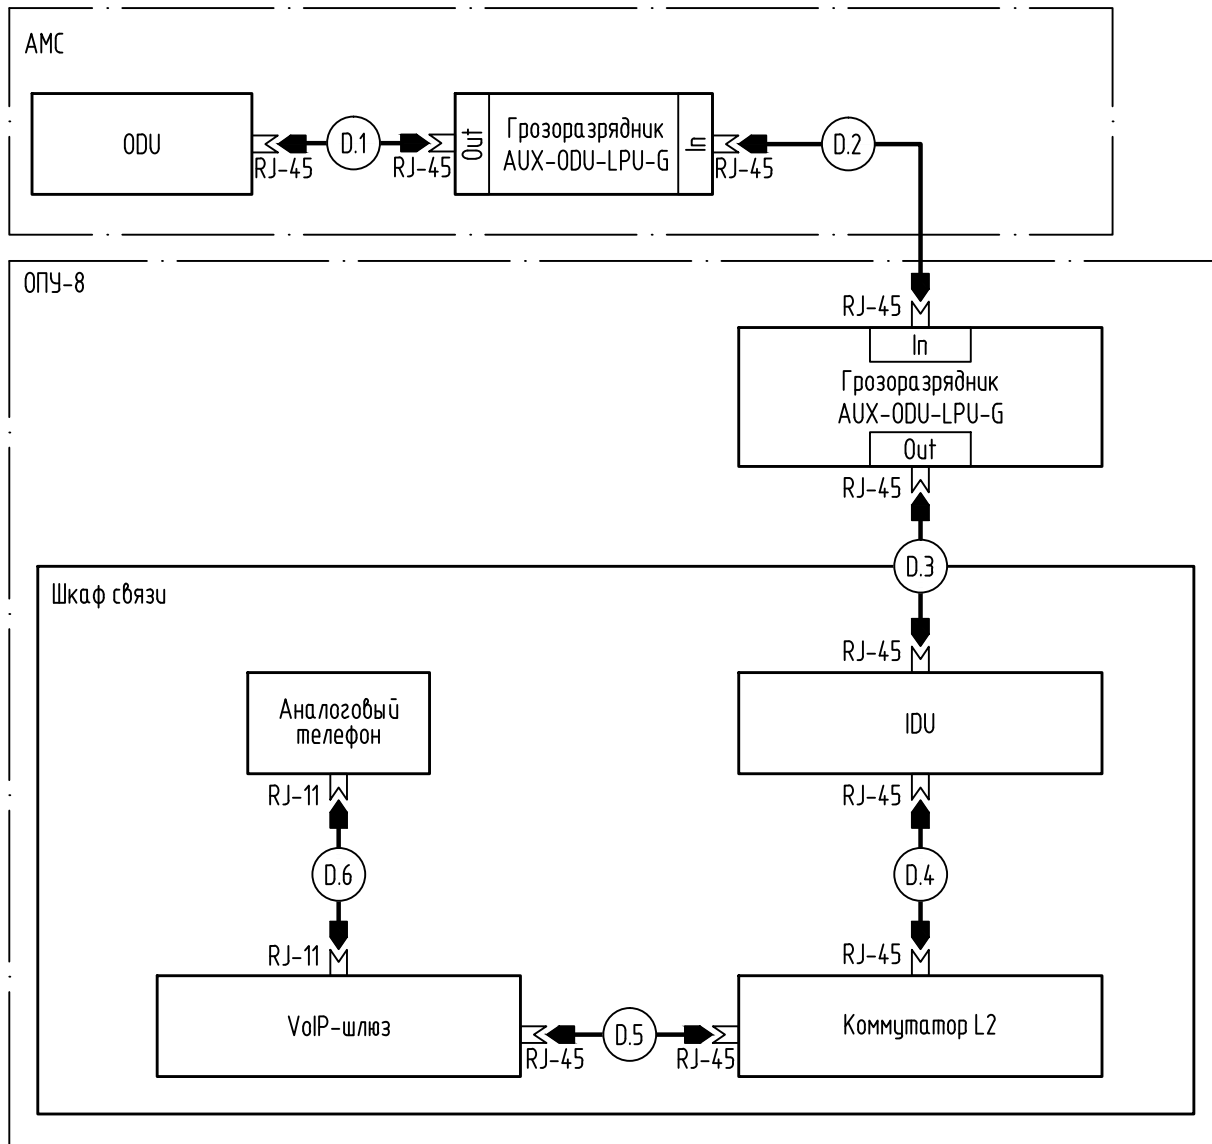 АМС
ODU
RJ-45
D.1
RJ-45
Out
Грозоразрядник
AUX-ODU-LPU-G
In
RJ-45
D.2
ОПУ-8
RJ-45
In
Грозоразрядник
AUX-ODU-LPU-G
Out
RJ-45
D.3
Шкаф связи
RJ-45
Аналоговый
телефон
IDU
RJ-11
RJ-45
D.6
D.4
RJ-11
RJ-45
VoIP-шлюз
RJ-45
D.5
RJ-45
Коммутатор L2